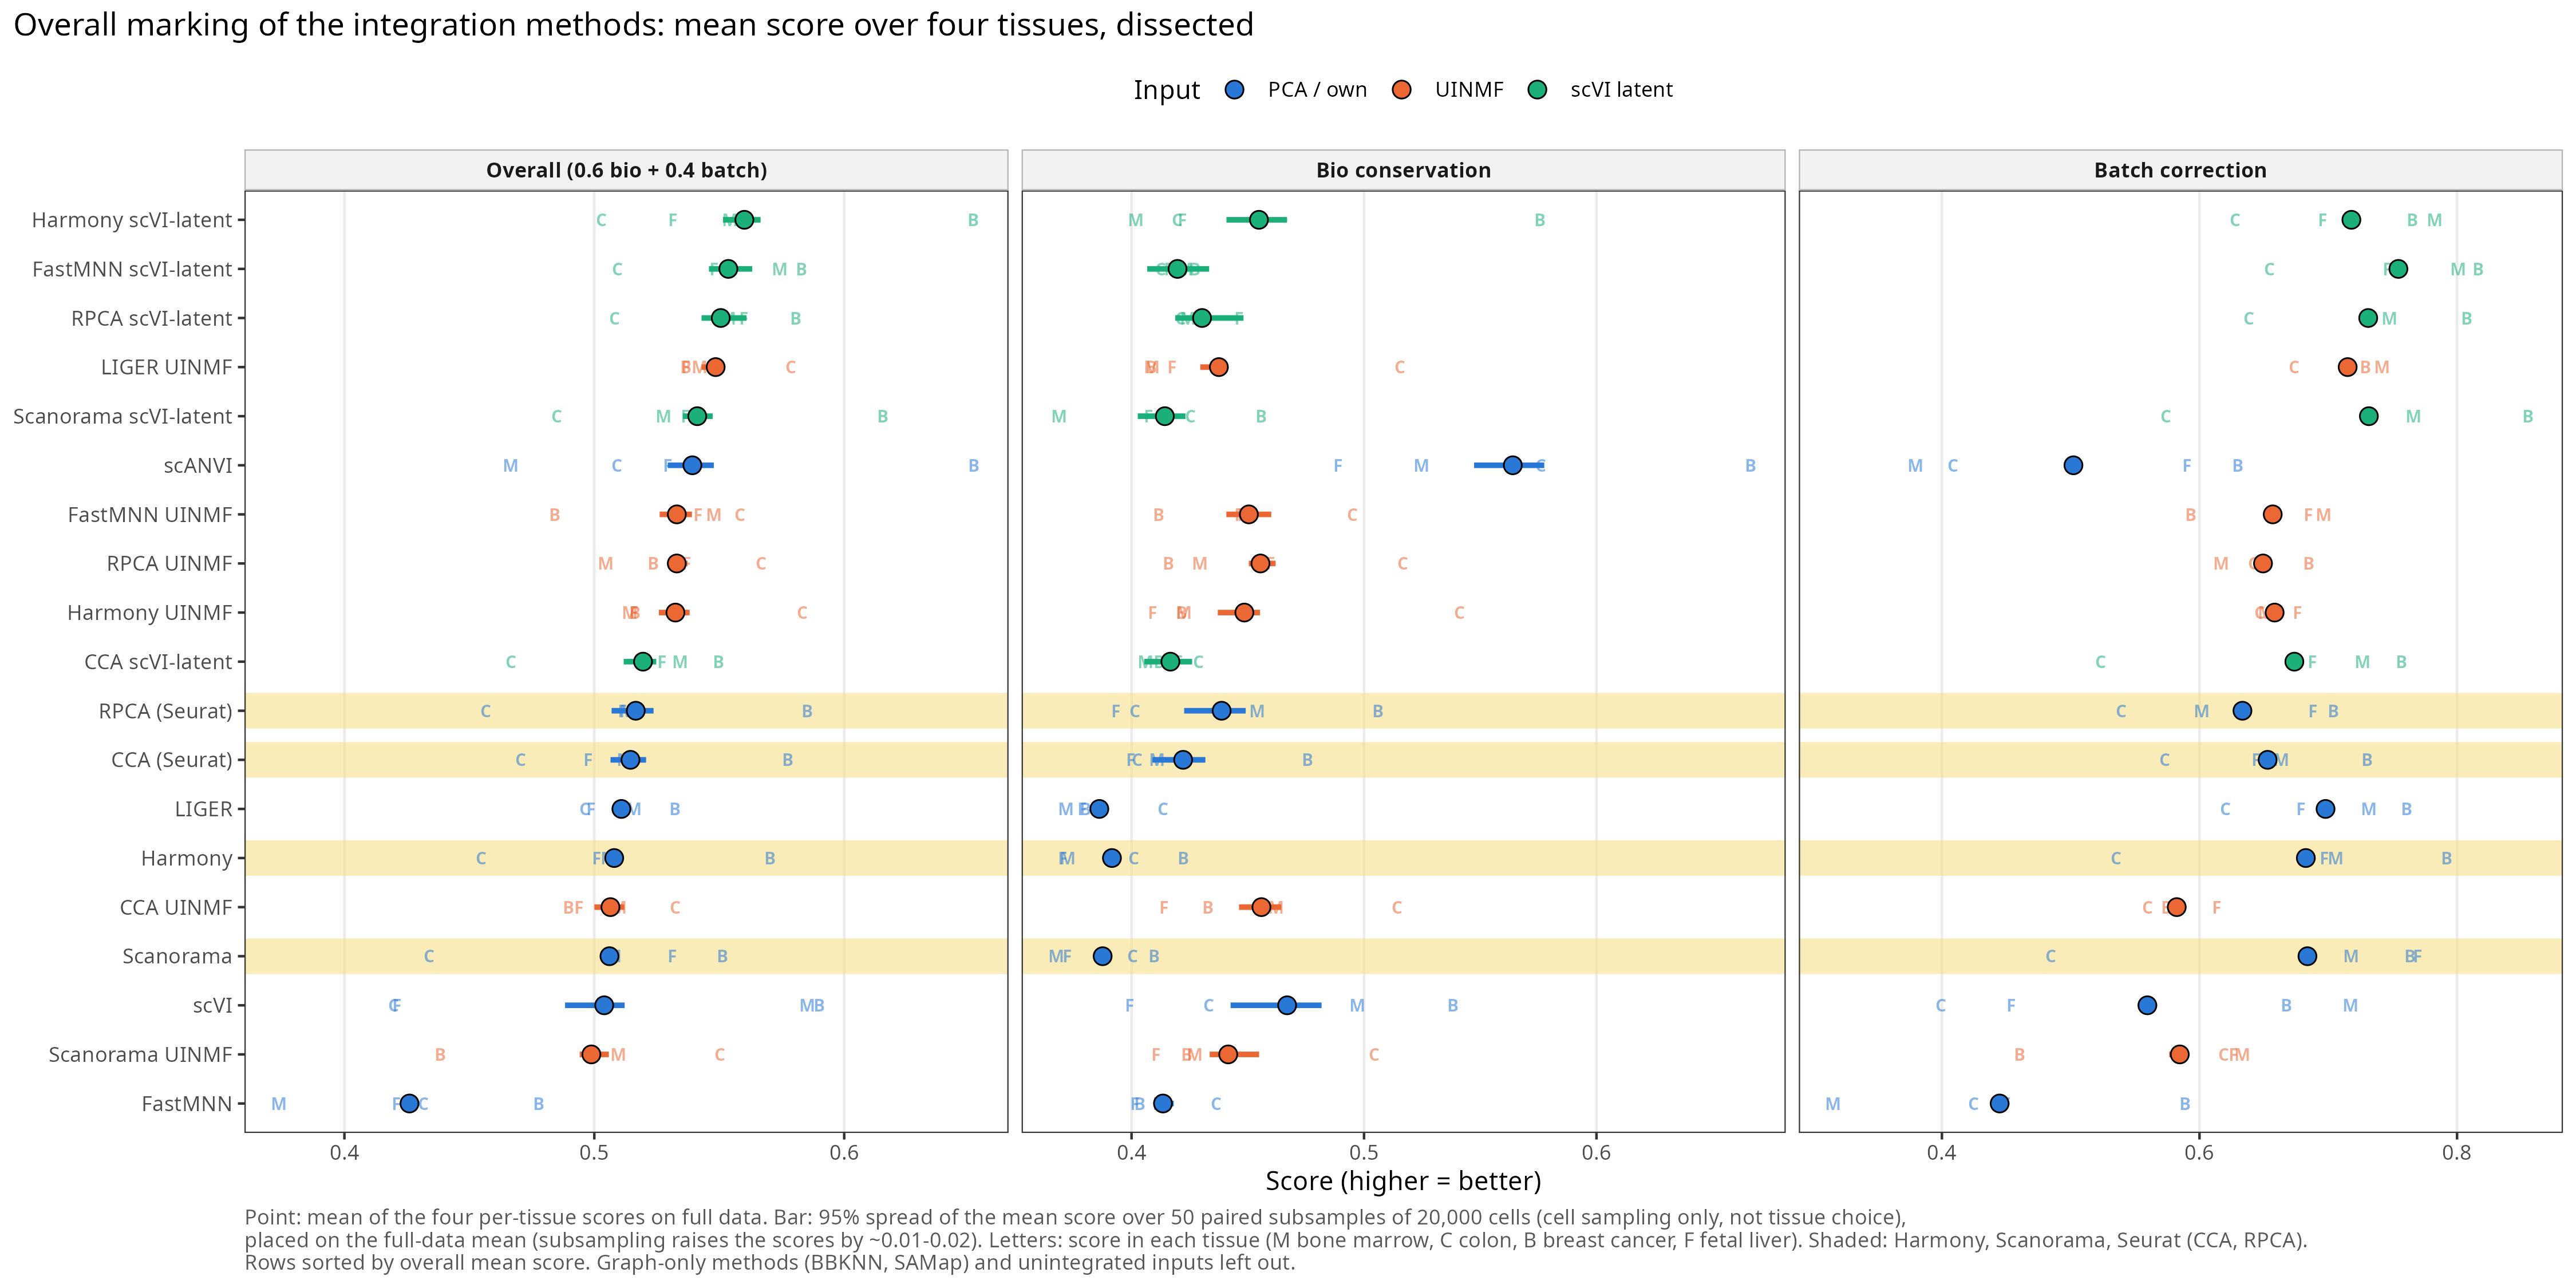 Overall marking of the integration methods: mean score over four tissues, dissected
Input PCA / own UINMF scVI latent
Overall (0.6 bio + 0.4 batch) Bio conservation Batch correction
Harmony scVI-latent C F M B M C F B C F B M
FastMNN scVI-latent C F M B C F B C F M B
RPCA scVI-latent C M F B C M F C M B
LIGER UINMF F B M C B M F C C B M
Scanorama scVI-latent C M F B M F C B C M B
scANVI M C F B F M C B M C F B
FastMNN UINMF B F M C B F C B F M
RPCA UINMF M B F C B M F C M C B
Harmony UINMF M F B C F B M C C M F
CCA scVI-latent C F M B M B F C C F M B
RPCA (Seurat) C F B F C M B C M F B
CCA (Seurat) C F B F C M B C F M B
LIGER C F M B M F B C C F M B
Harmony C F B F M C B C F M B
CCA UINMF B F M C F B M C C B F
Scanorama C M F B M F C B C M B F
scVI C F M B F C M B C F B M
Scanorama UINMF B M C F B M C B C F M
FastMNN M F C B F B C M C B
0.4 0.5 0.6 0.4 0.5 0.6 0.4 0.6 0.8
Score (higher = better)
Point: mean of the four per-tissue scores on full data. Bar: 95% spread of the mean score over 50 paired subsamples of 20,000 cells (cell sampling only, not tissue choice),
placed on the full-data mean (subsampling raises the scores by ~0.01-0.02). Letters: score in each tissue (M bone marrow, C colon, B breast cancer, F fetal liver). Shaded: Harmony, Scanorama, Seurat (CCA, RPCA).
Rows sorted by overall mean score. Graph-only methods (BBKNN, SAMap) and unintegrated inputs left out.